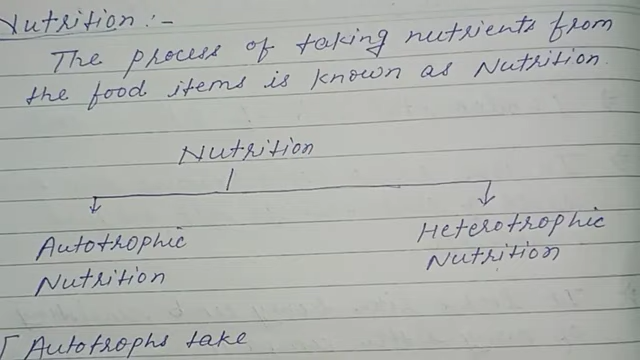 Nutrition :-
The process of taking nutrients from
the food items is known as Nutrition.
Nutrition
Autotrophic Heterotrophic
Nutrition Nutrition
[ Autotrophs take